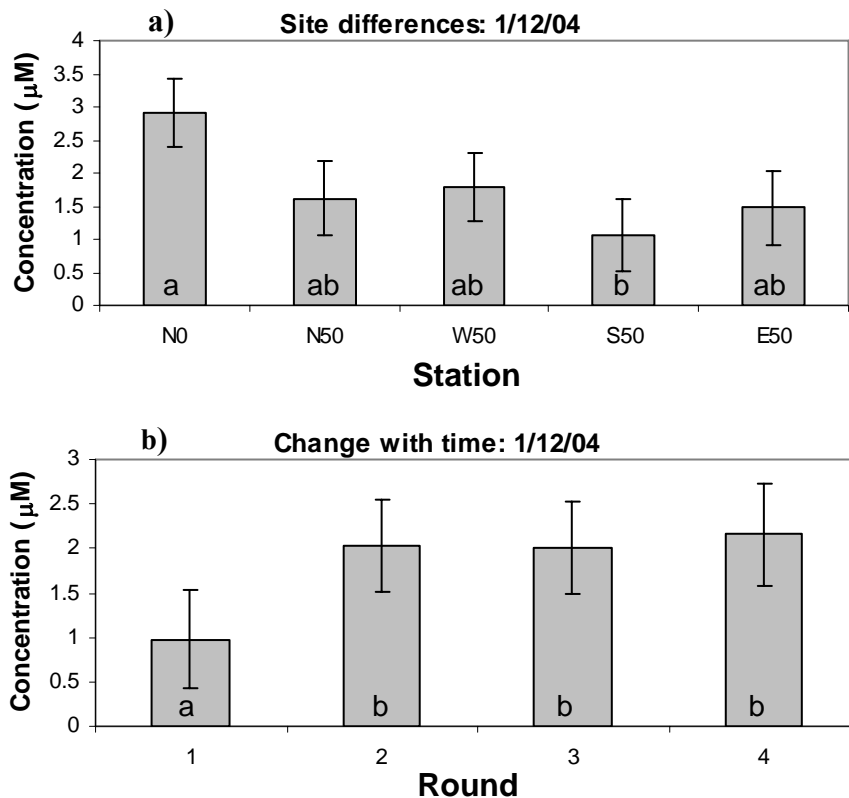 a) Site differences: 1/12/04
Concentration (μM)
4
3.5
3
2.5
2
1.5
1
0.5
0
a ab ab b ab
N0 N50 W50 S50 E50
Station
b) Change with time: 1/12/04
Concentration (μM)
3
2.5
2
1.5
1
0.5
0
a b b b
1 2 3 4
Round